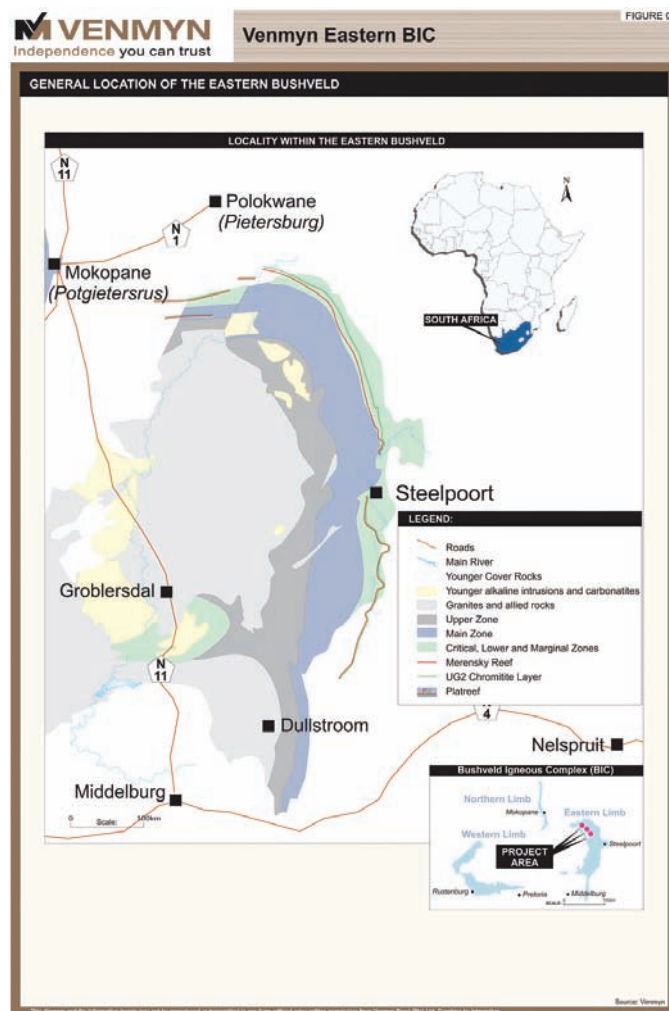 VENMYN
Independence you can trust
Venmyn Eastern BIC
GENERAL LOCATION OF THE EASTERN BUSHVELD
LOCALITY WITHIN THE EASTERN BUSHVELD
N
11
Polokwane
(Pietersburg)
N
1
Mokopane
(Potgietersrus)
N
SOUTH AFRICA
Steelpoort
LEGEND:
Roads
Main River
Younger Cover Rocks
Younger alkaline intrusions and carbonatites
Granites and allied rocks
Upper Zone
Main Zone
Critical, Lower and Marginal Zones
Merensky Reef
UG2 Chromitite Layer
Platreef
Groblersdal
N
11
Dullstroom
N
4
Nelspruit
Middelburg
0 Scale: 100km
Bushveld Igneous Complex (BIC)
Northern Limb
Mokopane
Eastern Limb
Western Limb
Steelpoort
PROJECT
AREA
Rustenburg
Pretoria
Middelburg
SCALE:
Source: Venmyn